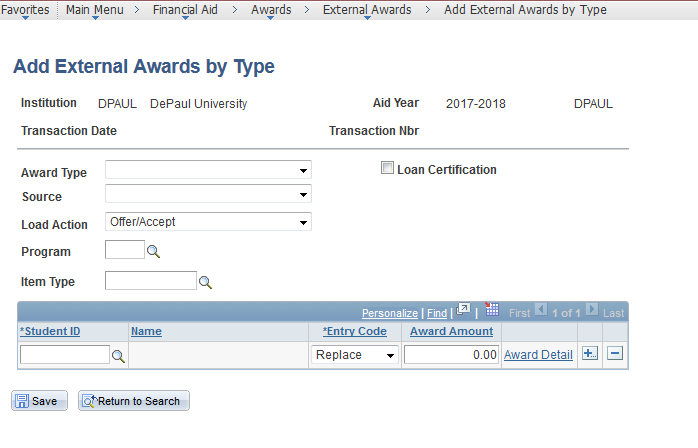 Favorites Main Menu > Financial Aid > Awards > External Awards > Add External Awards by Type
Add External Awards by Type
Institution DPAUL DePaul University Aid Year 2017-2018 DPAUL
Transaction Date Transaction Nbr
Award Type Loan Certification
Source
Load Action Offer/Accept
Program
Item Type
Personalize | Find | | First 1 of 1 Last
*Student ID Name *Entry Code Award Amount
Replace 0.00 Award Detail + -
Save Return to Search